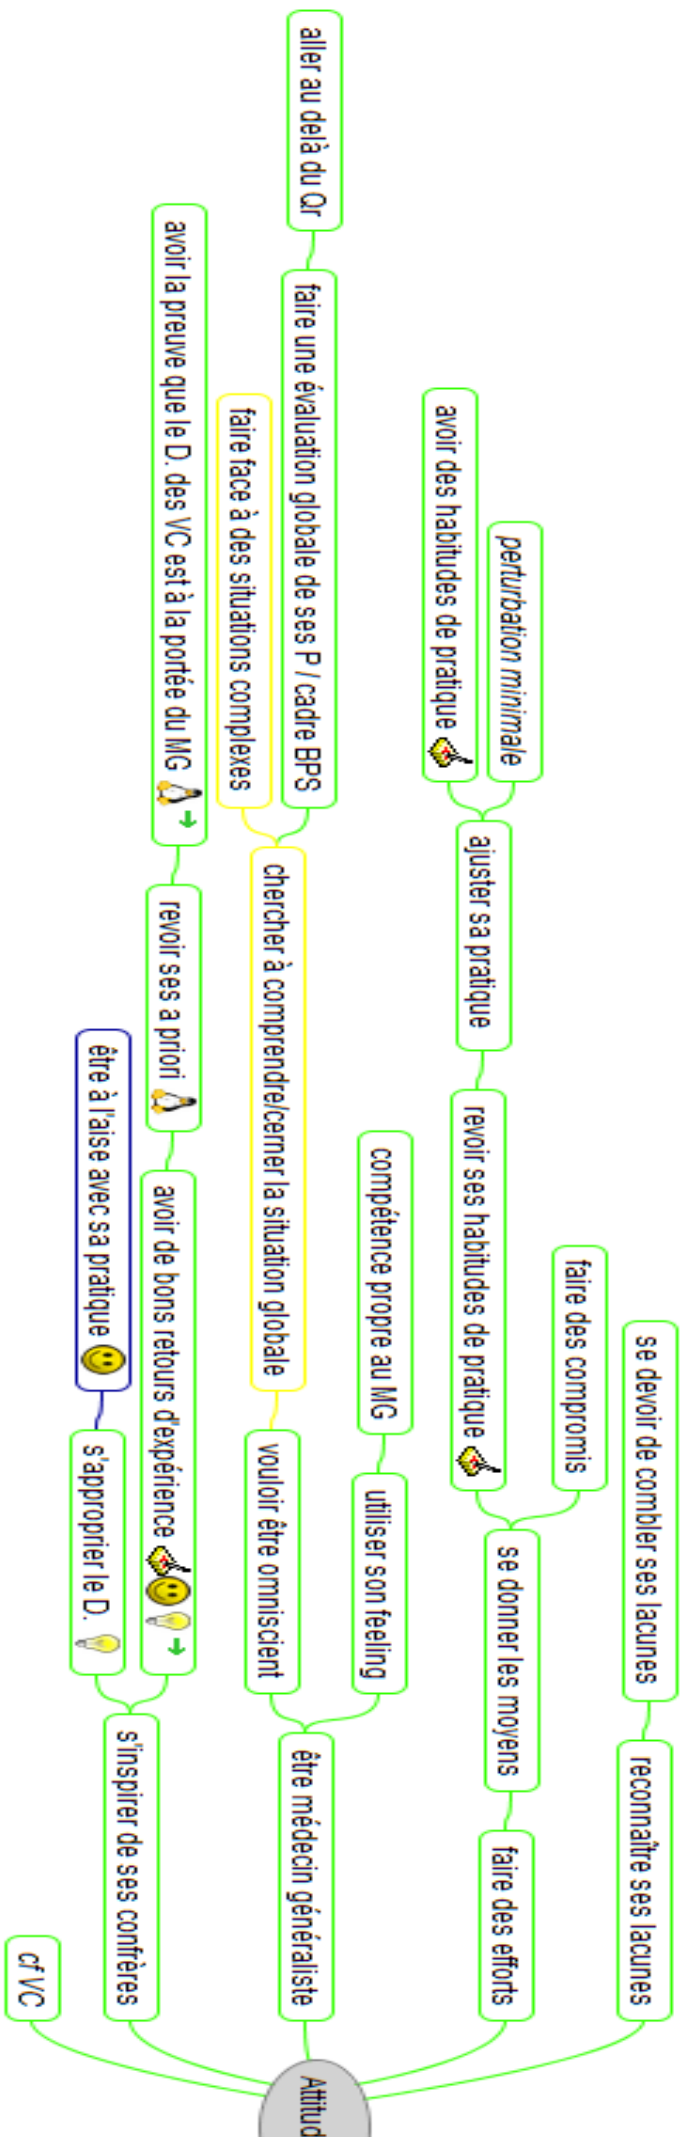 se devoir de combler ses lacunes
reconnaître ses lacunes
faire des compromis
perturbation minimale
avoir des habitudes de pratique
ajuster sa pratique
revoir ses habitudes de pratique
se donner les moyens
faire des efforts
compétence propre au MG
utiliser son feeling
aller au delà du Qr
faire une évaluation globale de ses P / cadre BPS
faire face à des situations complexes
chercher à comprendre/cerner la situation globale
vouloir être omniscient
être médecin généraliste
avoir la preuve que le D. des VC est à la portée du MG
revoir ses a priori
avoir de bons retours d'expérience
être à l'aise avec sa pratique
s'approprier le D.
s'inspirer de ses confrères
cf VC
Attitud